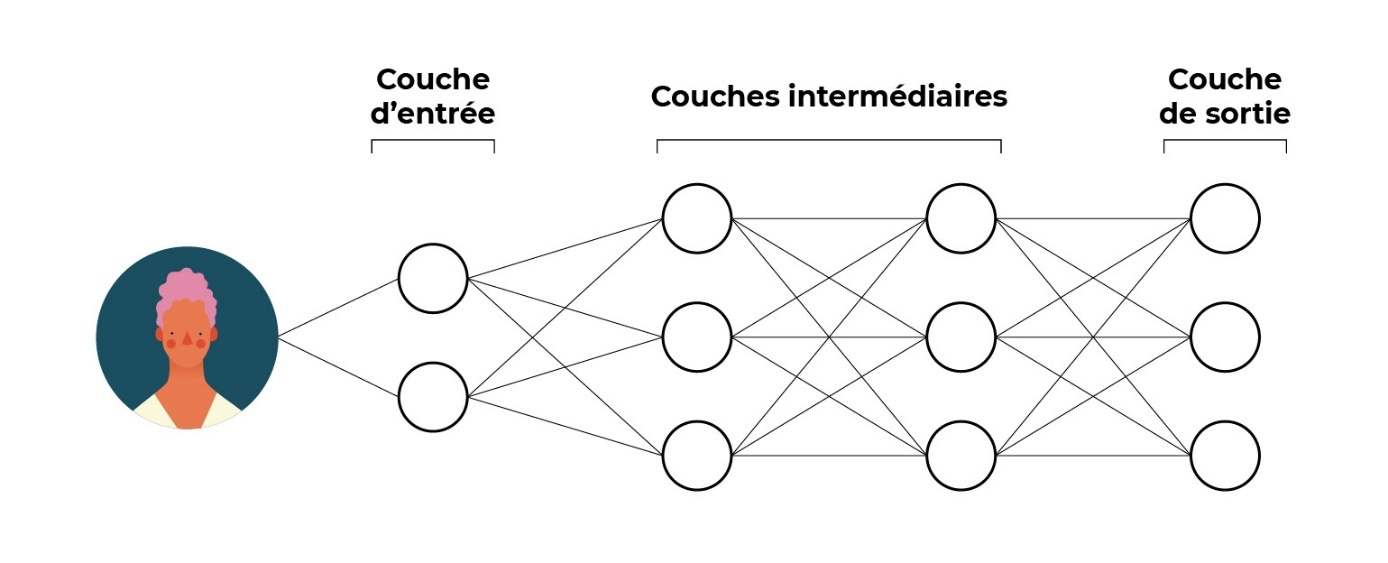 Couche
d’entrée
Couches intermédiaires
Couche
de sortie